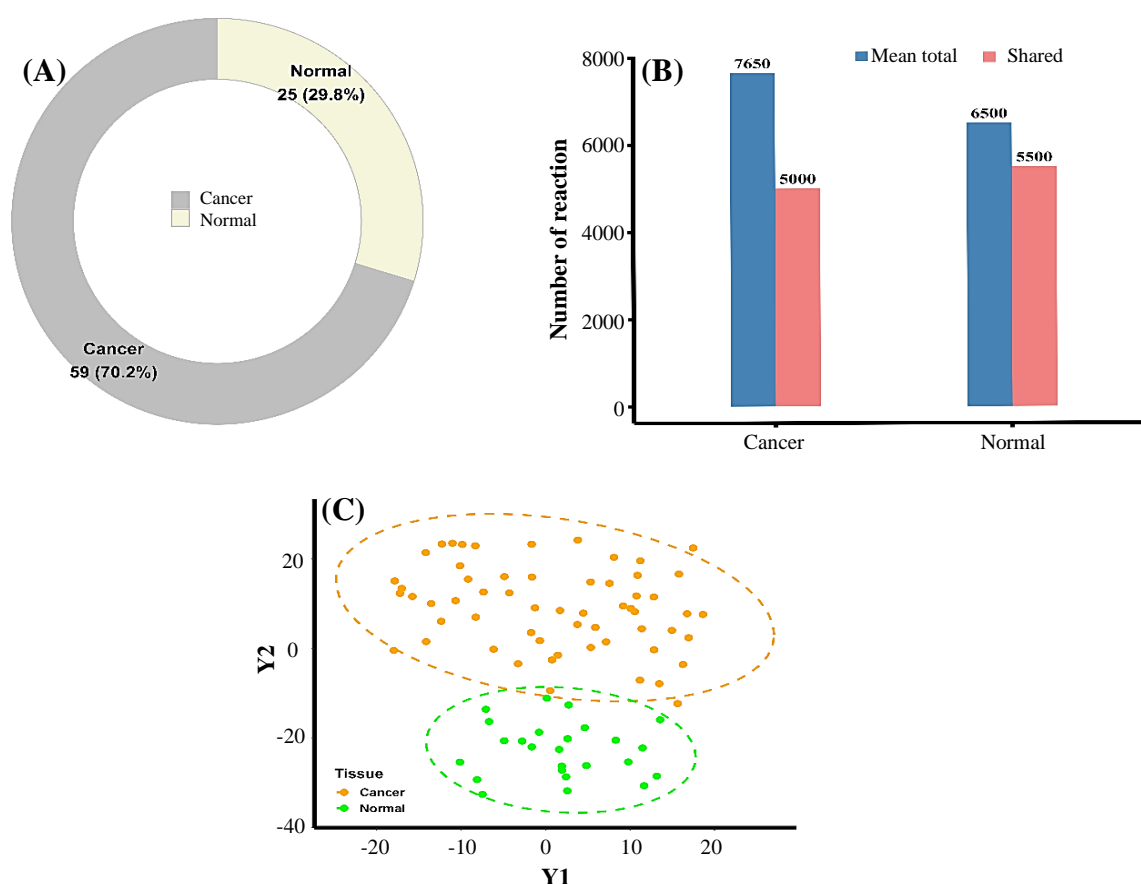 (A)
Normal
25 (29.8%)
Cancer
Normal
Cancer
59 (70.2%)
(B)
Mean total
Shared
Number of reaction
8000
6000
4000
2000
0
7650
5000
6500
5500
Cancer
Normal
(C)
Y2
20
0
-20
-40
Tissue
Cancer
Normal
-20
-10
0
10
20
Y1